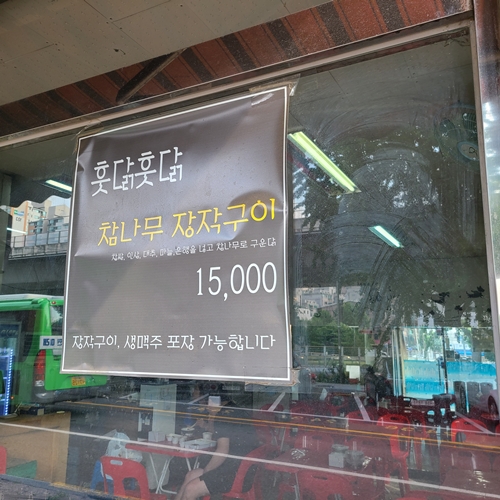 훗닭훗닭
참나무 장작구이
찹쌀, 인삼, 대추, 마늘, 은행을 넣고 참나무로 구운닭
15,000
장작구이, 생맥주 포장 가능합니다